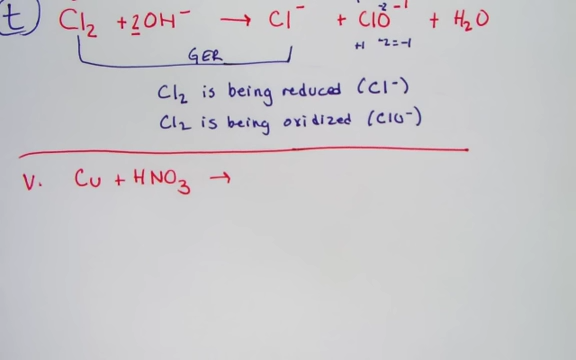 t) Cl₂ + 2OH⁻ → Cl⁻ + ClO⁻¹ + H₂O
-2
+1 -2=-1
GER
Cl₂ is being reduced (Cl⁻)
Cl₂ is being oxidized (ClO⁻)
V. Cu + HNO₃ →